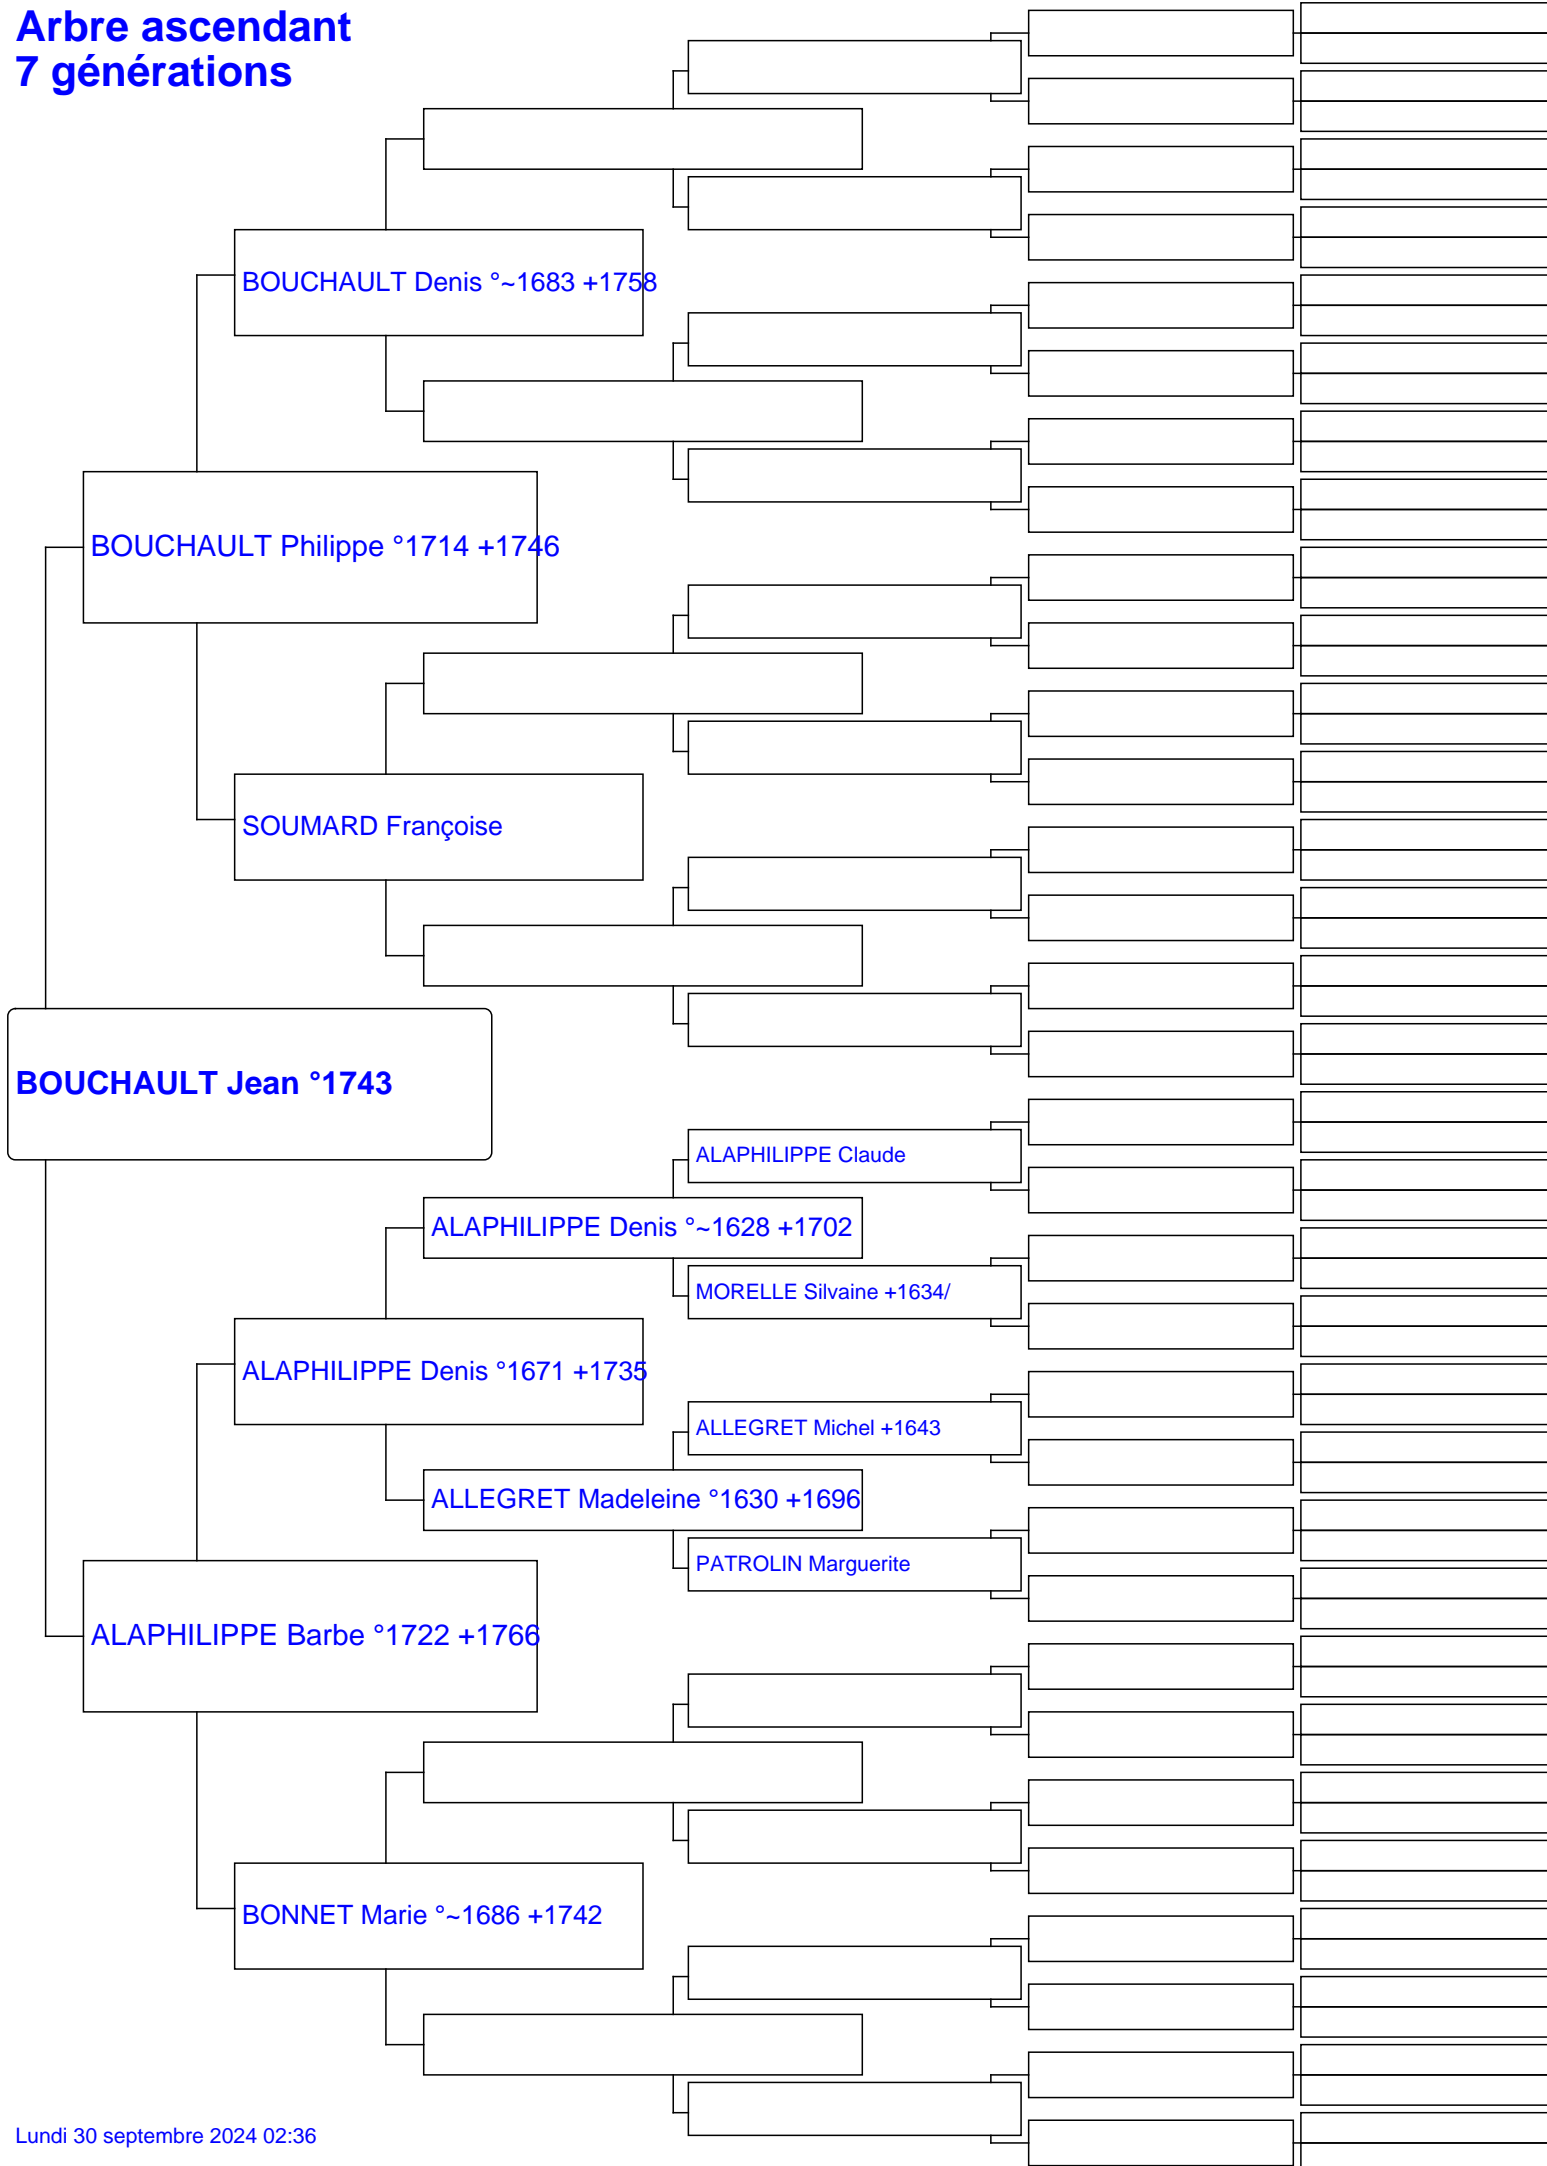 Arbre ascendant
7 générations
BOUCHAULT Denis °~1683 +1758
BOUCHAULT Philippe °1714 +1746
SOUMARD Françoise
BOUCHAULT Jean °1743
ALAPHILIPPE Claude
ALAPHILIPPE Denis °~1628 +1702
MORELLE Silvaine +1634/
ALAPHILIPPE Denis °1671 +1735
ALLEGRET Michel +1643
ALLEGRET Madeleine °1630 +1696
PATROLIN Marguerite
ALAPHILIPPE Barbe °1722 +1766
BONNET Marie °~1686 +1742
Lundi 30 septembre 2024 02:36